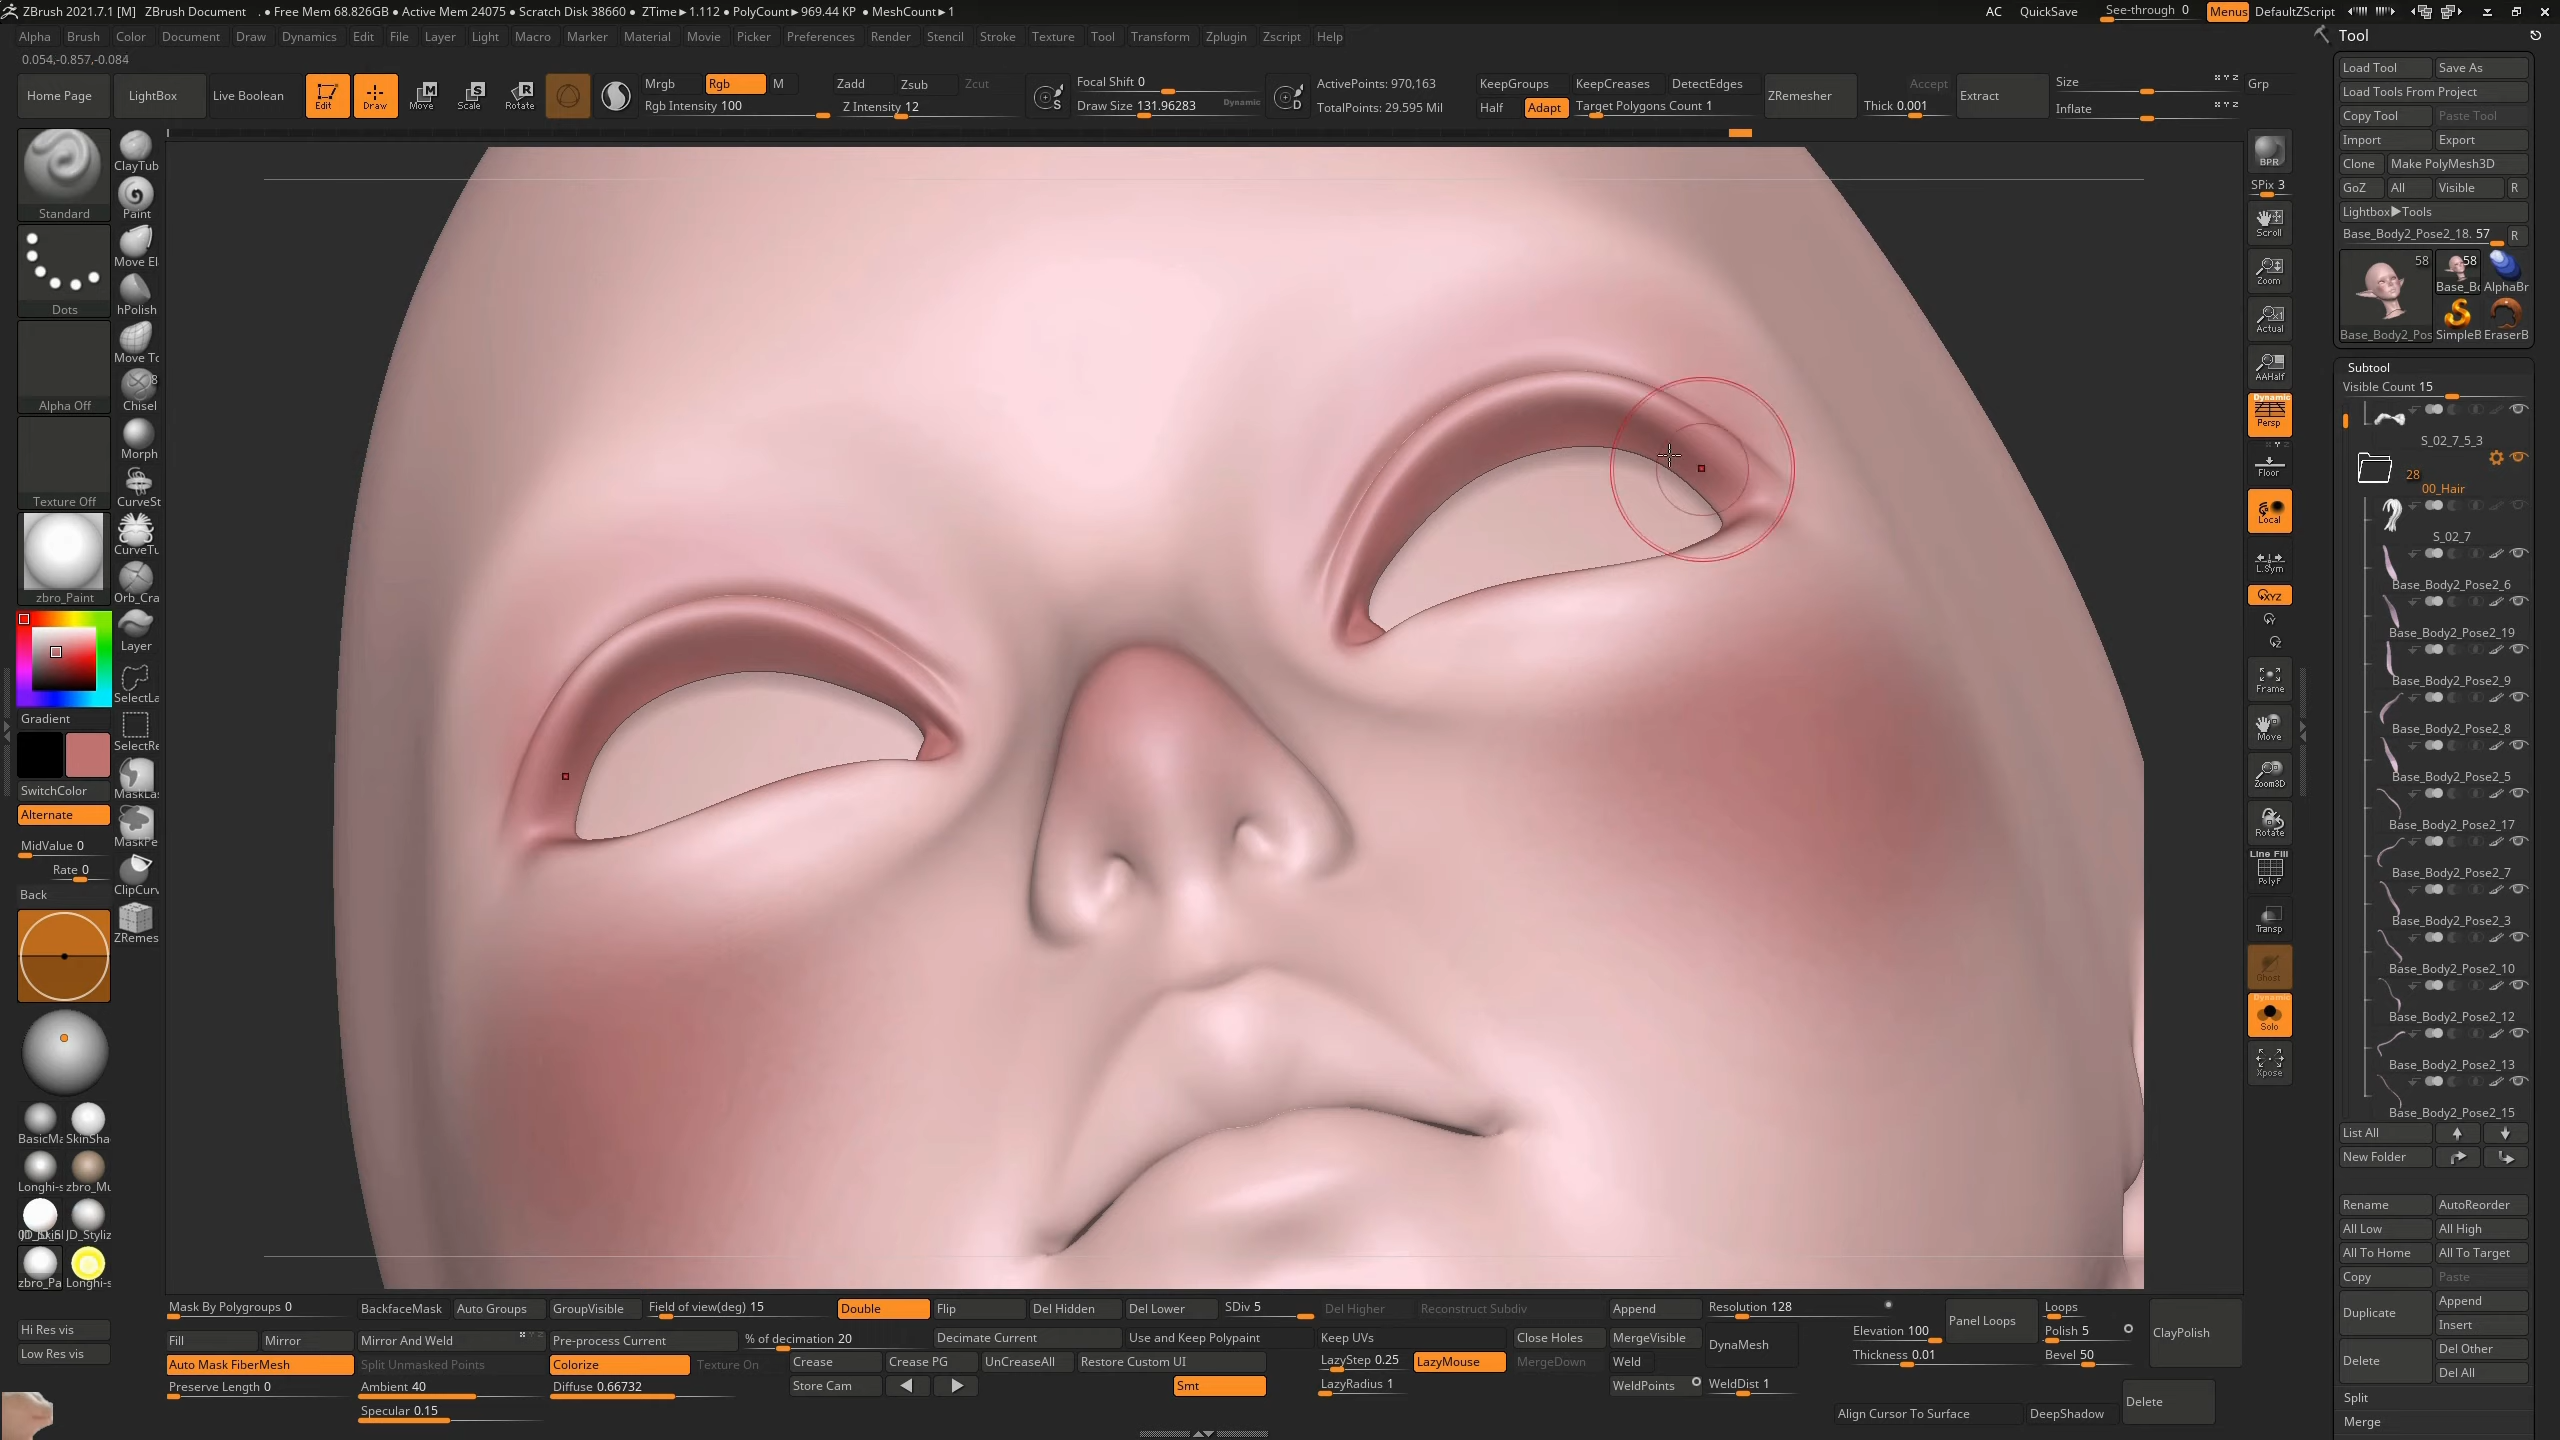 ZBrush 2021.7.1 [M] ZBrush Document . • Free Mem 68.826GB • Active Mem 24075 • Scratch Disk 38660 • ZTime►1.112 • PolyCount►969.44 KP • MeshCount►1 AC QuickSave See-through 0 Menus DefaultZScript
Alpha Brush Color Document Draw Dynamics Edit File Layer Light Macro Marker Material Movie Picker Preferences Render Stencil Stroke Texture Tool Transform Zplugin Zscript Help
0.054,-0.857,-0.084
Home Page LightBox Live Boolean Edit Draw Move Scale Rotate
Mrgb Rgb M Zadd Zsub Zcut
Rgb Intensity 100 Z Intensity 12
Focal Shift 0
Draw Size 131.96283 Dynamic
ActivePoints: 970,163
TotalPoints: 29.595 Mil
KeepGroups KeepCreases DetectEdges
Half Adapt Target Polygons Count 1
ZRemesher
Accept
Thick 0.001
Extract
Size
Inflate
Grp
Standard
Dots
Alpha Off
Texture Off
zbro_Paint
Gradient
SwitchColor
Alternate
MidValue 0
Rate 0
Back
ClayTub
Paint
Move El
hPolish
Move To
8
Chisel
Morph
CurveSt
CurveTu
Orb_Cra
Layer
SelectLa
SelectRe
MaskLas
MaskPe
ClipCurv
ZRemes
BasicMa SkinSha
Longhi-s zbro_Mu
JD_Styliz
zbro_Pa Longhi-s
Hi Res vis
Low Res vis
BPR
SPix 3
Scroll
Zoom
Actual
AAHalf
Dynamic
Persp
Floor
Local
L.Sym
XYZ
Frame
Move
Zoom3D
Rotate
Line Fill
PolyF
Transp
Ghost
Dynamic
Solo
Xpose
Tool
Load Tool Save As
Load Tools From Project
Copy Tool Paste Tool
Import Export
Clone Make PolyMesh3D
GoZ All Visible R
Lightbox►Tools
Base_Body2_Pose2_18. 57 R
58 58
Base_Bo AlphaBr
Base_Body2_Pos SimpleB EraserB
Subtool
Visible Count 15
S_02_7_5_3
28
00_Hair
S_02_7
Base_Body2_Pose2_6
Base_Body2_Pose2_19
Base_Body2_Pose2_9
Base_Body2_Pose2_8
Base_Body2_Pose2_5
Base_Body2_Pose2_17
Base_Body2_Pose2_7
Base_Body2_Pose2_3
Base_Body2_Pose2_10
Base_Body2_Pose2_12
Base_Body2_Pose2_13
Base_Body2_Pose2_15
List All
New Folder
Rename AutoReorder
All Low All High
All To Home All To Target
Copy Paste
Duplicate Append
Insert
Delete Del Other
Del All
Split
Merge
Mask By Polygroups 0 BackfaceMask Auto Groups GroupVisible Field of view(deg) 15 Double Flip Del Hidden Del Lower SDiv 5 Del Higher Reconstruct Subdiv Append Resolution 128
Fill Mirror Mirror And Weld Pre-process Current % of decimation 20 Decimate Current Use and Keep Polypaint Keep UVs Close Holes MergeVisible DynaMesh
Auto Mask FiberMesh Split Unmasked Points Colorize Texture On Crease Crease PG UnCreaseAll Restore Custom UI LazyStep 0.25 LazyMouse MergeDown Weld
Preserve Length 0 Ambient 40 Diffuse 0.66732 Store Cam Smt LazyRadius 1 WeldPoints WeldDist 1
Specular 0.15
Elevation 100 Panel Loops Loops
Polish 5
Thickness 0.01 Bevel 50
ClayPolish
Delete
Align Cursor To Surface DeepShadow